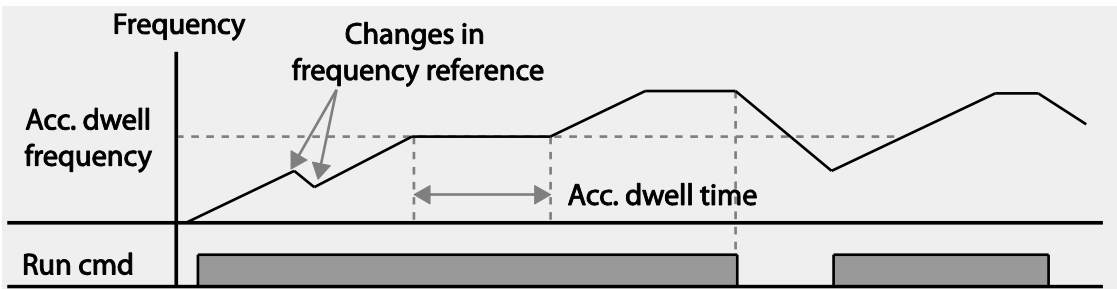 Frequency
Changes in
frequency reference
Acc. dwell
frequency
Acc. dwell time
Run cmd